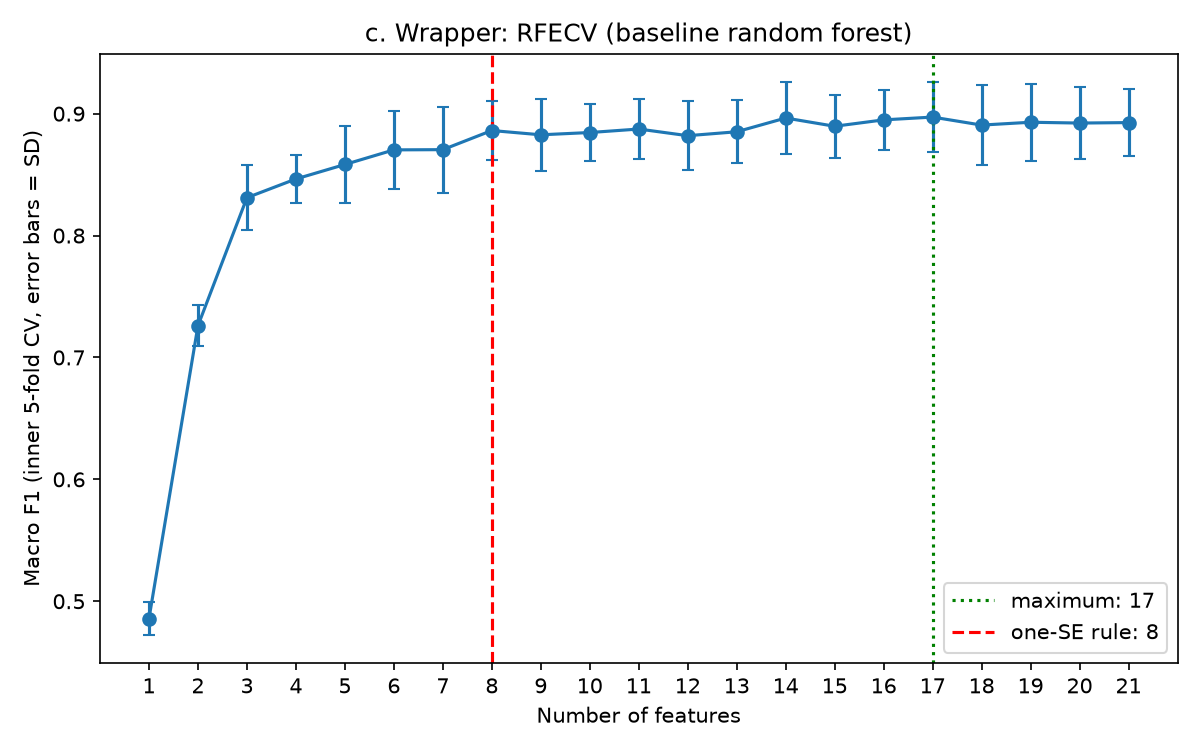 c. Wrapper: RFECV (baseline random forest)
Macro F1 (inner 5-fold CV, error bars = SD)
0.9
0.8
0.7
0.6
0.5
maximum: 17
one-SE rule: 8
1 2 3 4 5 6 7 8 9 10 11 12 13 14 15 16 17 18 19 20 21
Number of features